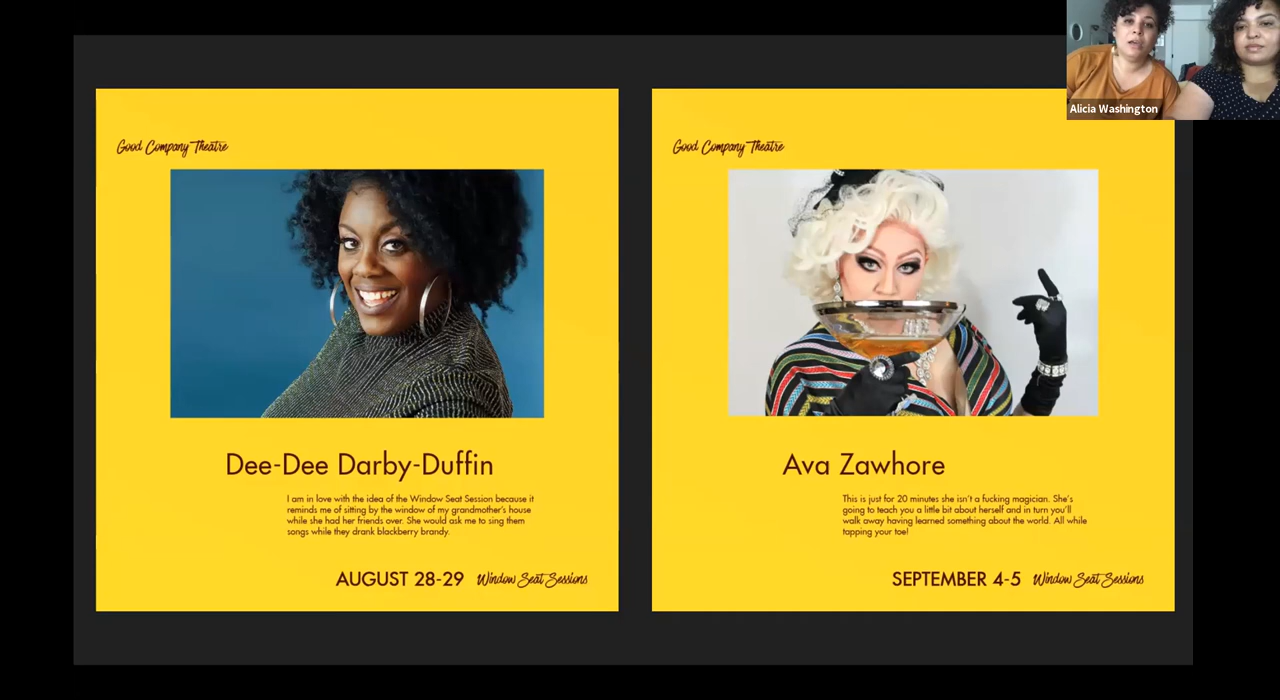 Alicia Washington
Good Company Theatre
Dee-Dee Darby-Duffin
I am in love with the idea of the Window Seat Session because it
reminds me of sitting by the window of my grandmother's house
while she had her friends over. She would ask me to sing them
songs while they drank blackberry brandy.
AUGUST 28-29 Window Seat Sessions
Good Company Theatre
Ava Zawhore
This is just for 20 minutes she isn't a fucking magician. She's
going to teach you a little bit about herself and in turn you'll
walk away having learned something about the world. All while
tapping your toe!
SEPTEMBER 4-5 Window Seat Sessions